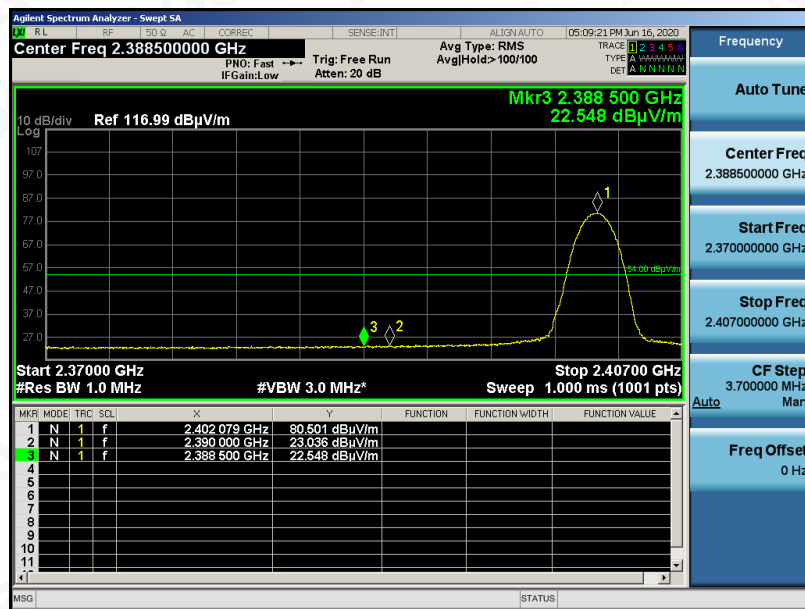 Agilent Spectrum Analyzer - Swept SA
LXI RL RF 50 Ω AC CORREC SENSE:INT ALIGN AUTO 05:09:21 PM Jun 16, 2020
Center Freq 2.388500000 GHz
PNO: Fast
IFGain:Low
Trig: Free Run
Atten: 20 dB
Avg Type: RMS
Avg|Hold:>100/100
TRACE 1 2 3 4 5 6
TYPE A WWWWW
DET A N N N N N
Mkr3 2.388 500 GHz
22.548 dBµV/m
10 dB/div Ref 116.99 dBµV/m
Log
107
97.0
87.0
77.0
67.0
57.0
47.0
37.0
27.0
1
54.00 dBµV/m
3 2
Start 2.37000 GHz Stop 2.40700 GHz
#Res BW 1.0 MHz #VBW 3.0 MHz* Sweep 1.000 ms (1001 pts)
MKR MODE TRC SCL X Y FUNCTION FUNCTION WIDTH FUNCTION VALUE
1 N 1 f 2.402 079 GHz 80.501 dBµV/m
2 N 1 f 2.390 000 GHz 23.036 dBµV/m
3 N 1 f 2.388 500 GHz 22.548 dBµV/m
4
5
6
7
8
9
10
11
MSG STATUS
Frequency
Auto Tune
Center Freq
2.388500000 GHz
Start Freq
2.370000000 GHz
Stop Freq
2.407000000 GHz
CF Step
3.700000 MHz
Auto Man
Freq Offset
0 Hz